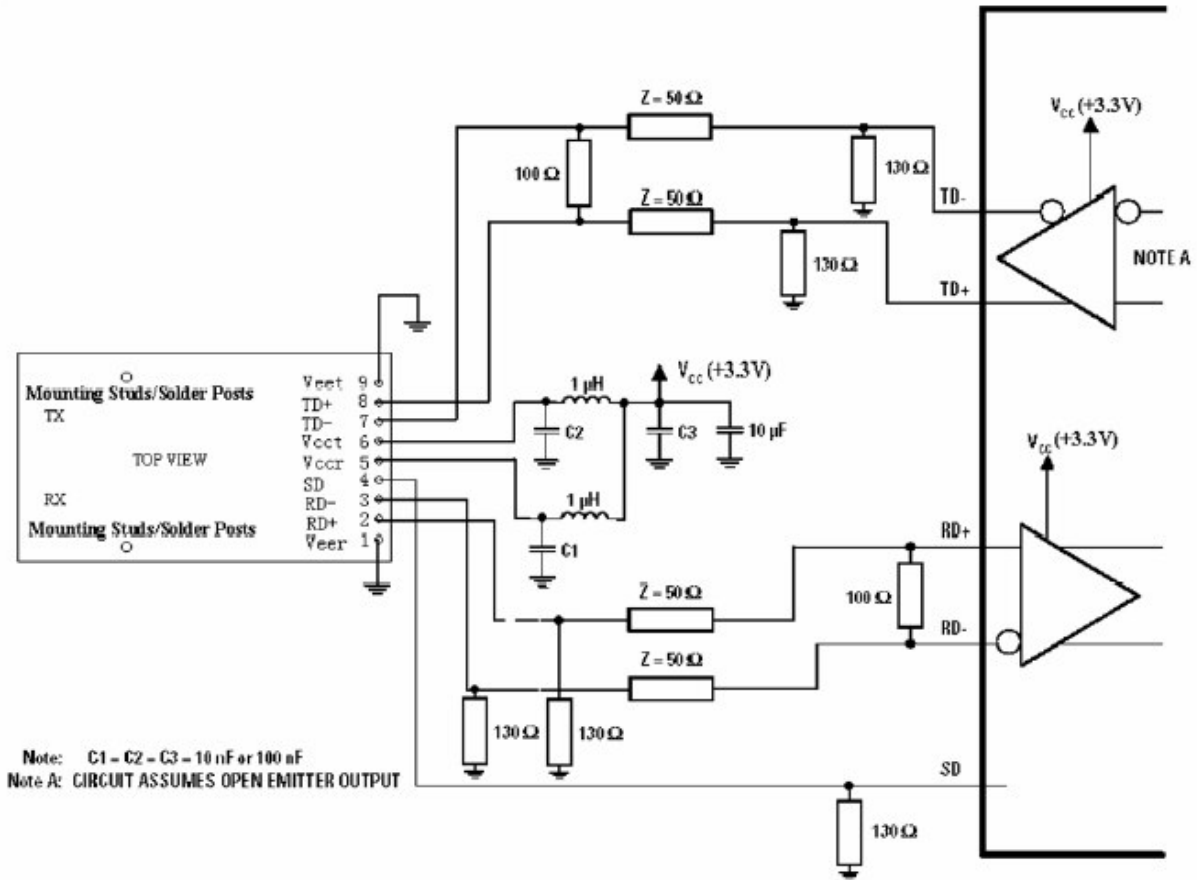 Z = 50 Ω
V_CC (+3.3V)
100 Ω
130 Ω
TD-
Z = 50 Ω
130 Ω
NOTE A
TD+
Mounting Studs/Solder Posts
TX
TOP VIEW
RX
Mounting Studs/Solder Posts
Veet 9
TD+ 8
TD- 7
Vcct 6
Vccr 5
SD 4
RD- 3
RD+ 2
Veer 1
1 μH
V_CC (+3.3V)
C2
C3
10 μF
1 μH
C1
V_CC (+3.3V)
RD+
Z = 50 Ω
100 Ω
RD-
Z = 50 Ω
130 Ω
130 Ω
SD
130 Ω
Note: C1 = C2 = C3 = 10 nF or 100 nF
Note A: CIRCUIT ASSUMES OPEN EMITTER OUTPUT